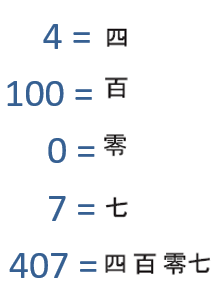 4 = 四
100 = 百
0 = 零
7 = 七
407 = 四 百 零七